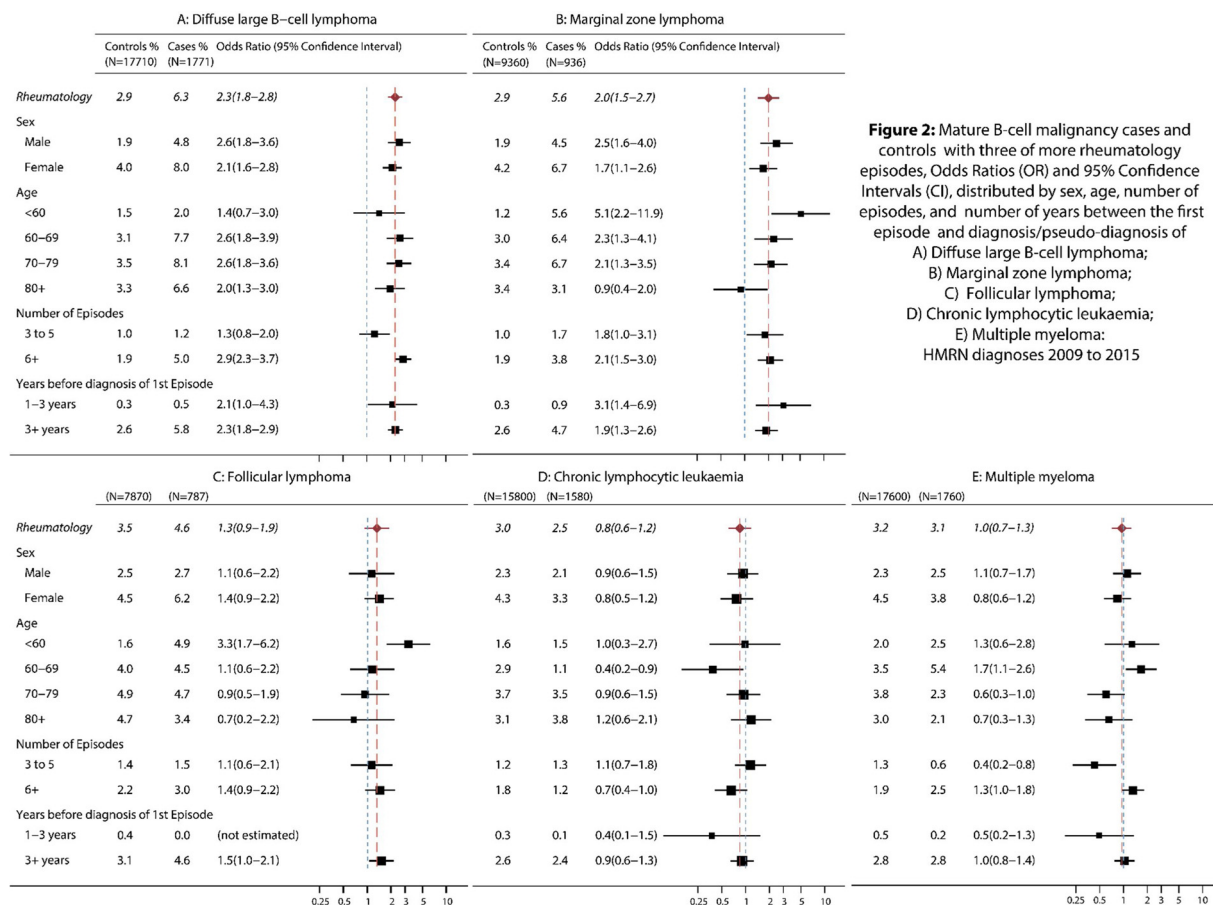 A: Diffuse large B−cell lymphoma
Controls % Cases % Odds Ratio (95% Confidence Interval)
(N=17710) (N=1771)
Rheumatology 2.9 6.3 2.3(1.8−2.8)
Sex
Male 1.9 4.8 2.6(1.8−3.6)
Female 4.0 8.0 2.1(1.6−2.8)
Age
<60 1.5 2.0 1.4(0.7−3.0)
60−69 3.1 7.7 2.6(1.8−3.9)
70−79 3.5 8.1 2.6(1.8−3.6)
80+ 3.3 6.6 2.0(1.3−3.0)
Number of Episodes
3 to 5 1.0 1.2 1.3(0.8−2.0)
6+ 1.9 5.0 2.9(2.3−3.7)
Years before diagnosis of 1st Episode
1−3 years 0.3 0.5 2.1(1.0−4.3)
3+ years 2.6 5.8 2.3(1.8−2.9)
0.25 0.5 1 2 3 5 10
B: Marginal zone lymphoma
Controls % Cases % Odds Ratio (95% Confidence Interval)
(N=9360) (N=936)
2.9 5.6 2.0(1.5−2.7)
1.9 4.5 2.5(1.6−4.0)
4.2 6.7 1.7(1.1−2.6)
1.2 5.6 5.1(2.2−11.9)
3.0 6.4 2.3(1.3−4.1)
3.4 6.7 2.1(1.3−3.5)
3.4 3.1 0.9(0.4−2.0)
1.0 1.7 1.8(1.0−3.1)
1.9 3.8 2.1(1.5−3.0)
0.3 0.9 3.1(1.4−6.9)
2.6 4.7 1.9(1.3−2.6)
0.25 0.5 1 2 3 5 10
Figure 2: Mature B-cell malignancy cases and
controls with three of more rheumatology
episodes, Odds Ratios (OR) and 95% Confidence
Intervals (CI), distributed by sex, age, number of
episodes, and number of years between the first
episode and diagnosis/pseudo-diagnosis of
A) Diffuse large B-cell lymphoma;
B) Marginal zone lymphoma;
C) Follicular lymphoma;
D) Chronic lymphocytic leukaemia;
E) Multiple myeloma:
HMRN diagnoses 2009 to 2015
C: Follicular lymphoma
(N=7870) (N=787)
Rheumatology 3.5 4.6 1.3(0.9−1.9)
Sex
Male 2.5 2.7 1.1(0.6−2.2)
Female 4.5 6.2 1.4(0.9−2.2)
Age
<60 1.6 4.9 3.3(1.7−6.2)
60−69 4.0 4.5 1.1(0.6−2.2)
70−79 4.9 4.7 0.9(0.5−1.9)
80+ 4.7 3.4 0.7(0.2−2.2)
Number of Episodes
3 to 5 1.4 1.5 1.1(0.6−2.1)
6+ 2.2 3.0 1.4(0.9−2.2)
Years before diagnosis of 1st Episode
1−3 years 0.4 0.0 (not estimated)
3+ years 3.1 4.6 1.5(1.0−2.1)
0.25 0.5 1 2 3 5 10
D: Chronic lymphocytic leukaemia
(N=15800) (N=1580)
3.0 2.5 0.8(0.6−1.2)
2.3 2.1 0.9(0.6−1.5)
4.3 3.3 0.8(0.5−1.2)
1.6 1.5 1.0(0.3−2.7)
2.9 1.1 0.4(0.2−0.9)
3.7 3.5 0.9(0.6−1.5)
3.1 3.8 1.2(0.6−2.1)
1.2 1.3 1.1(0.7−1.8)
1.8 1.2 0.7(0.4−1.0)
0.3 0.1 0.4(0.1−1.5)
2.6 2.4 0.9(0.6−1.3)
0.25 0.5 1 2 3 5 10
E: Multiple myeloma
(N=17600) (N=1760)
3.2 3.1 1.0(0.7−1.3)
2.3 2.5 1.1(0.7−1.7)
4.5 3.8 0.8(0.6−1.2)
2.0 2.5 1.3(0.6−2.8)
3.5 5.4 1.7(1.1−2.6)
3.8 2.3 0.6(0.3−1.0)
3.0 2.1 0.7(0.3−1.3)
1.3 0.6 0.4(0.2−0.8)
1.9 2.5 1.3(1.0−1.8)
0.5 0.2 0.5(0.2−1.3)
2.8 2.8 1.0(0.8−1.4)
0.25 0.5 1 2 3 5 10